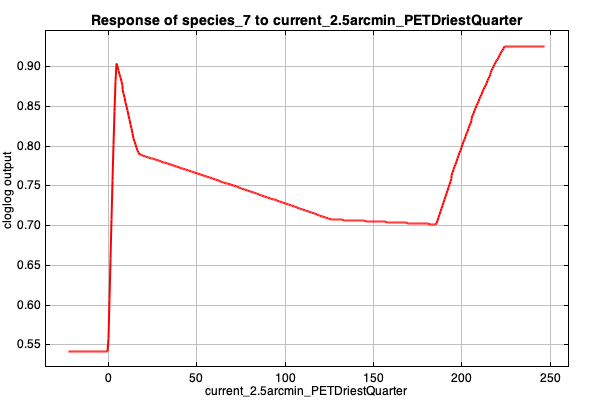 Response of species_7 to current_2.5arcmin_PETDriestQuarter
cloglog output
0.90
0.85
0.80
0.75
0.70
0.65
0.60
0.55
0 50 100 150 200 250
current_2.5arcmin_PETDriestQuarter